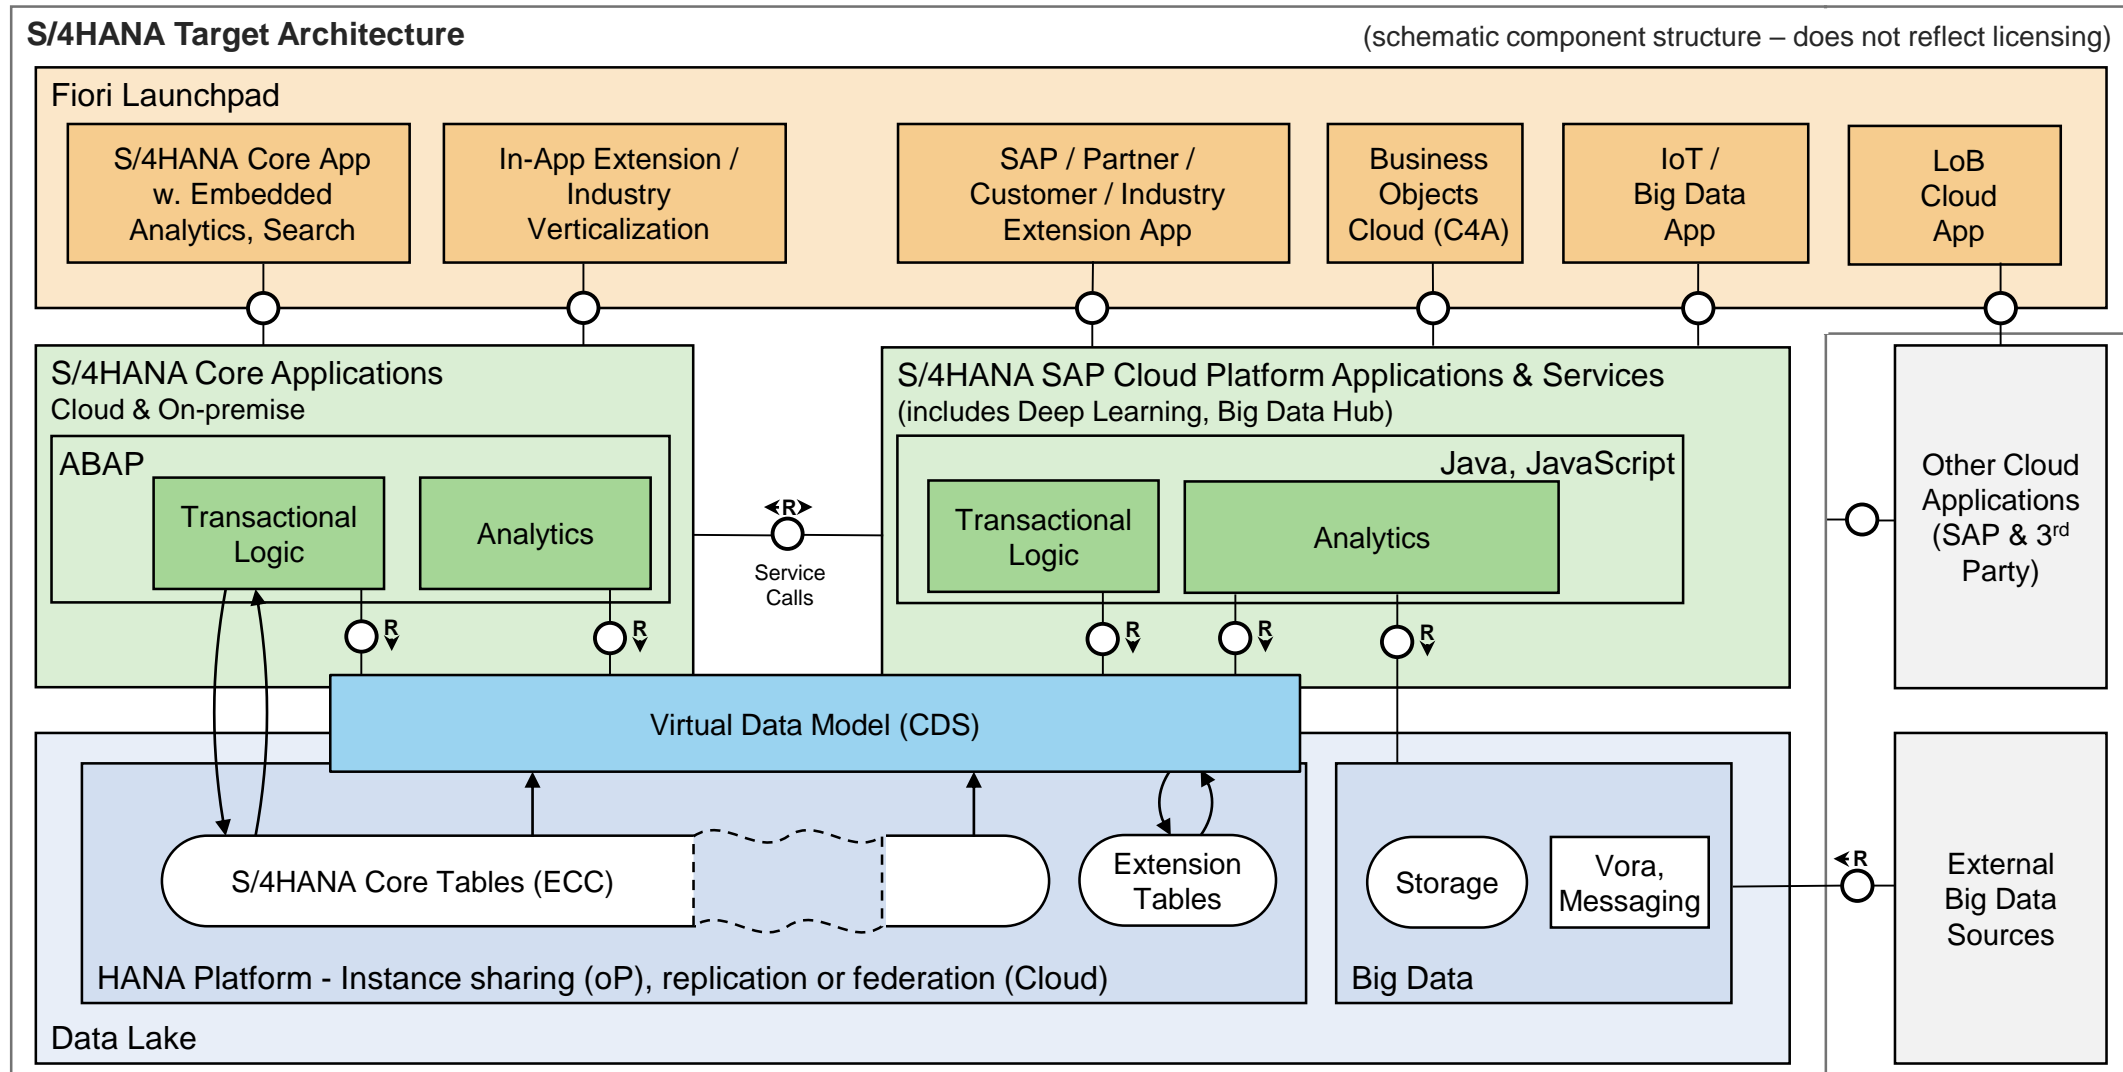 S/4HANA Target Architecture
(schematic component structure – does not reflect licensing)
Fiori Launchpad
S/4HANA Core App
w. Embedded
Analytics, Search
In-App Extension /
Industry
Verticalization
SAP / Partner /
Customer / Industry
Extension App
Business
Objects
Cloud (C4A)
IoT /
Big Data
App
LoB
Cloud
App
S/4HANA Core Applications
Cloud & On-premise
ABAP
Transactional
Logic
Analytics
R
R
R
Service
Calls
S/4HANA SAP Cloud Platform Applications & Services
(includes Deep Learning, Big Data Hub)
Java, JavaScript
Transactional
Logic
Analytics
R
R
R
Other Cloud
Applications
(SAP & 3rd
Party)
Virtual Data Model (CDS)
S/4HANA Core Tables (ECC)
Extension
Tables
HANA Platform - Instance sharing (oP), replication or federation (Cloud)
Storage
Vora,
Messaging
Big Data
R
External
Big Data
Sources
Data Lake